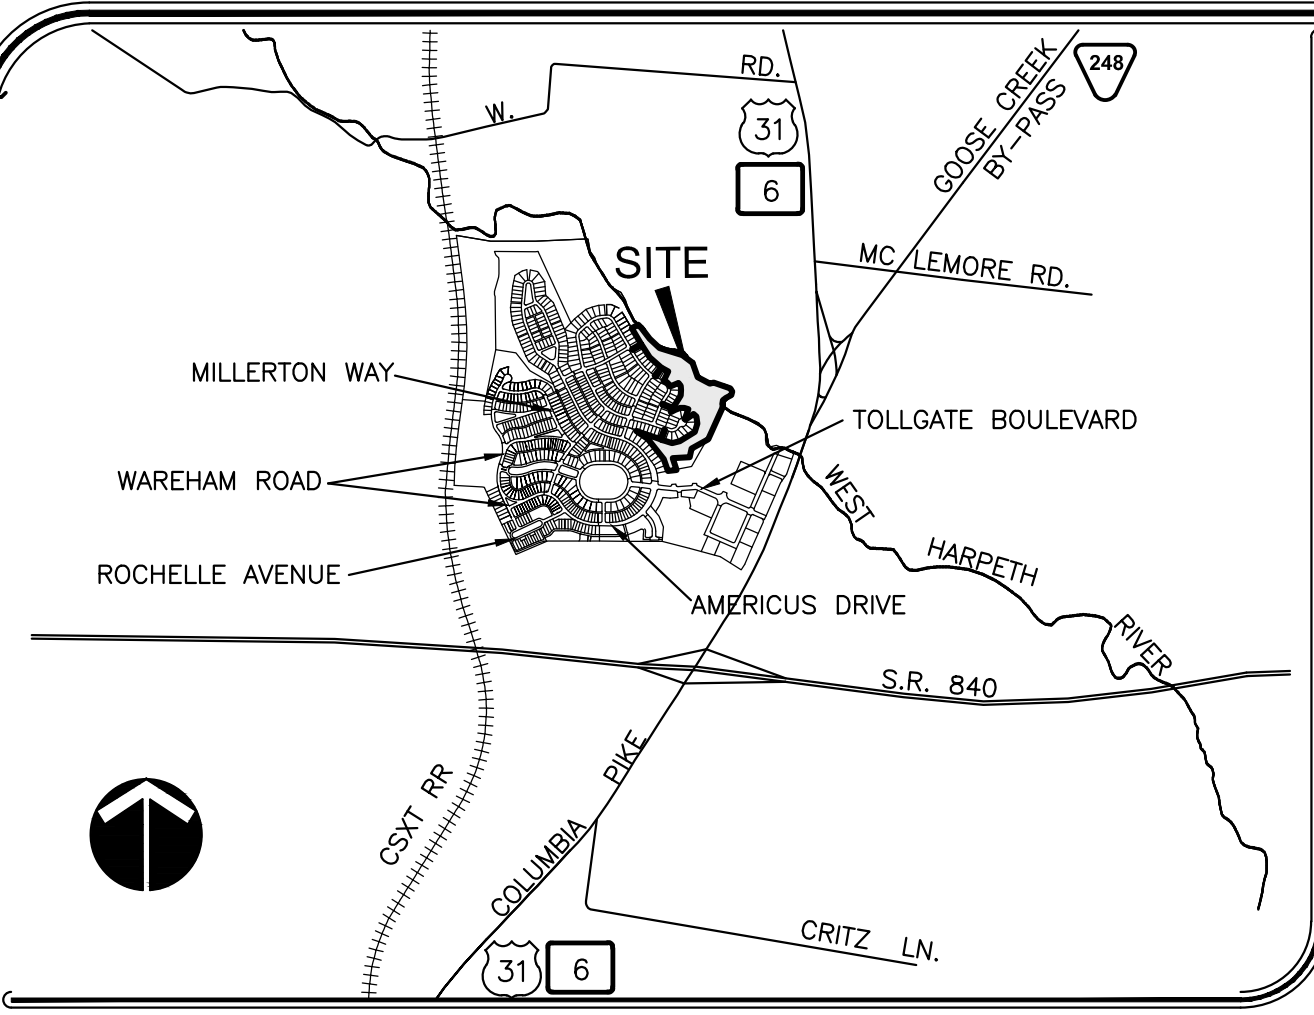 W.
RD.
31
6
GOOSE CREEK
BY-PASS
248
MC LEMORE RD.
SITE
MILLERTON WAY
TOLLGATE BOULEVARD
WAREHAM ROAD
WEST
HARPETH
RIVER
ROCHELLE AVENUE
AMERICUS DRIVE
S.R. 840
CSXT RR
COLUMBIA PIKE
CRITZ LN.
31
6